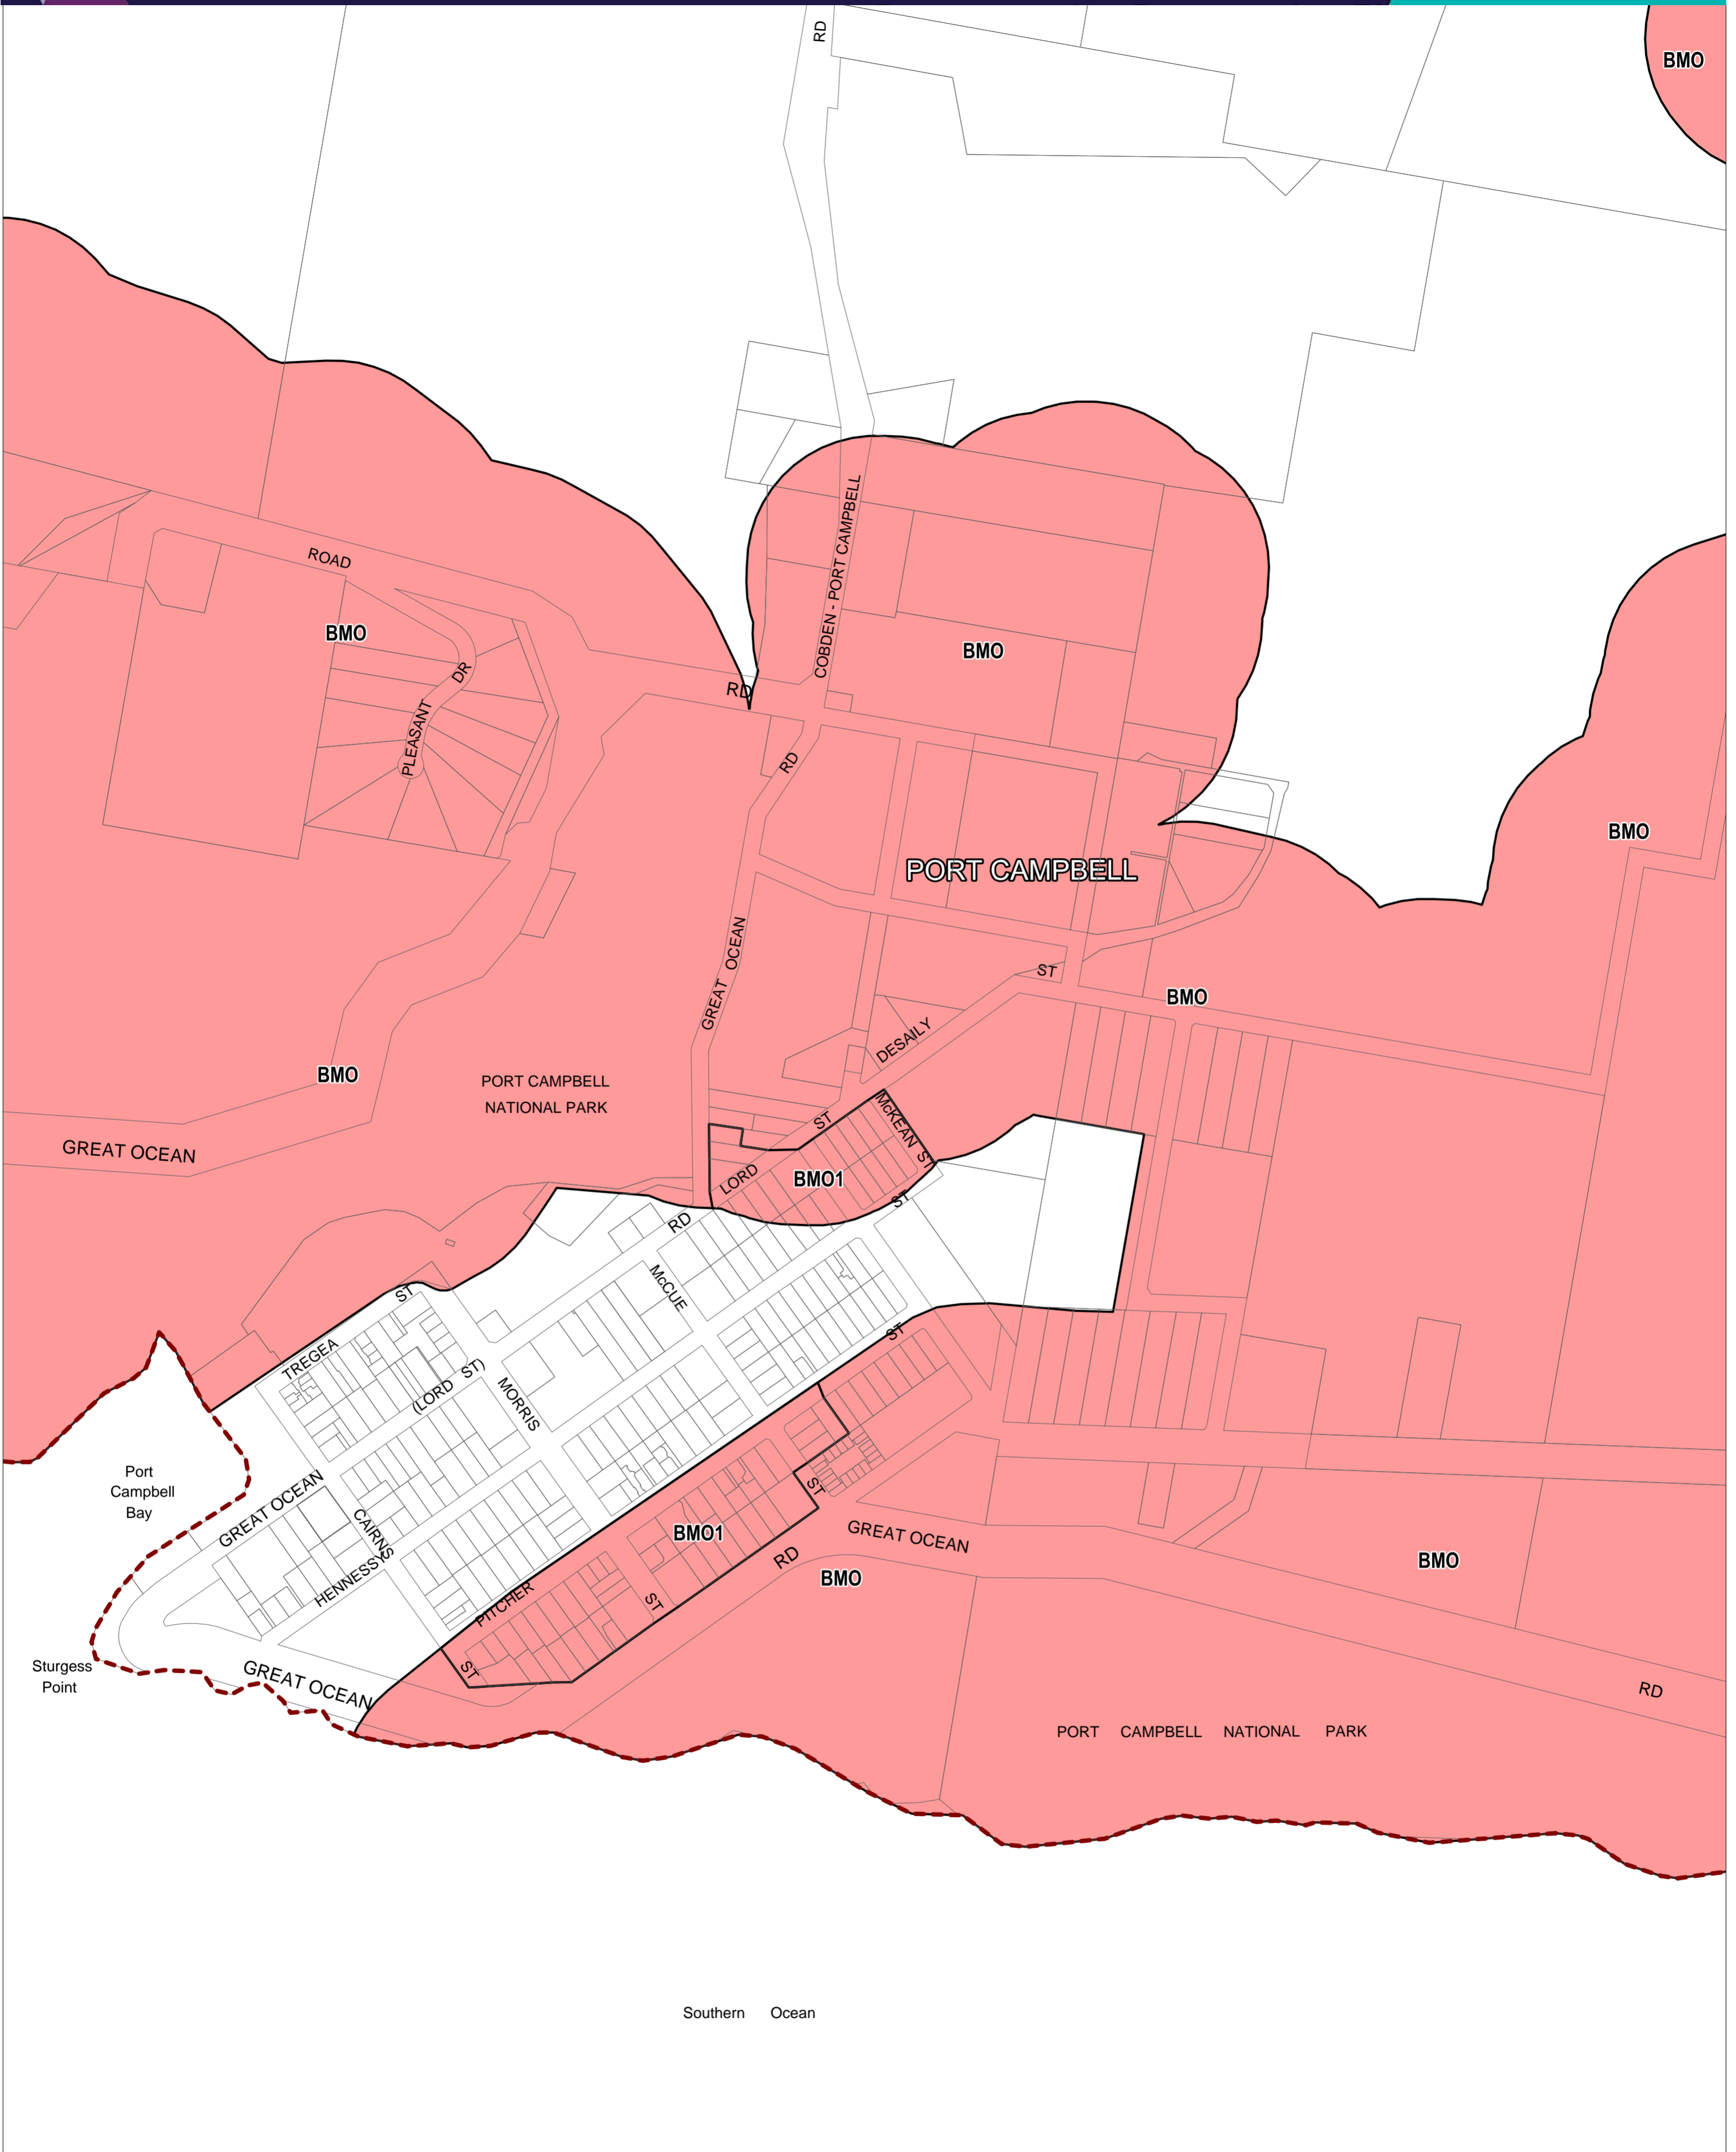 RD
BMO
COBDEN - PORT CAMPBELL
ROAD
BMO
BMO
DR
RD
PLEASANT
RD
BMO
PORT CAMPBELL
GREAT OCEAN
ST
BMO
DESAILY
BMO
PORT CAMPBELL
NATIONAL PARK
McKEAN ST
ST
GREAT OCEAN
LORD
BMO1
ST
RD
McCUE
ST
ST
TREGEA
(LORD ST)
MORRIS
Port
Campbell
Bay
GREAT OCEAN
CAIRNS
HENNESSY
ST
BMO1
GREAT OCEAN
RD
BMO
BMO
PITCHER
ST
ST
Sturgess
Point
GREAT OCEAN
RD
PORT CAMPBELL NATIONAL PARK
Southern Ocean